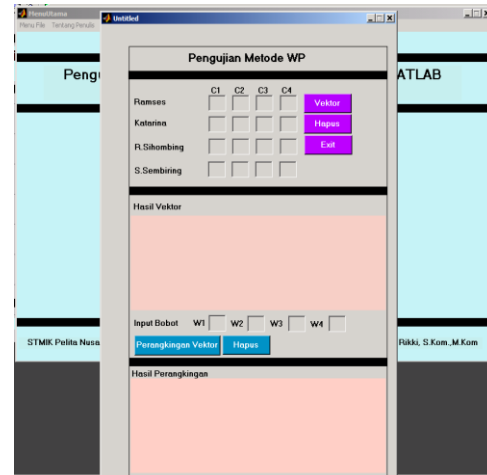 MenuUtama
Untitled
Menu File Tentang Penulis
Pengujian Metode WP
Pengu
ATLAB
C1 C2 C3 C4
Ramses
Vektor
Katarina
Hapus
R.Sihombing
Exit
S.Sembiring
Hasil Vektor
Input Bobot W1 W2 W3 W4
STMIK Pelita Nusa
Rikki, S.Kom.,M.Kom
Perangkingan Vektor Hapus
Hasil Perangkingan